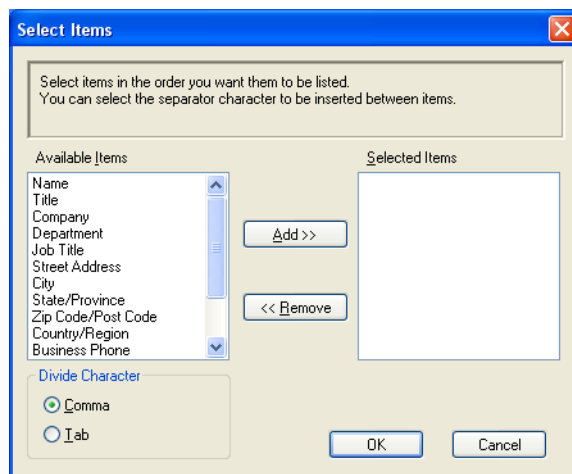 Select Items
Select items in the order you want them to be listed.
You can select the separator character to be inserted between items.
Available Items
Selected Items
Name
Title
Company
Department
Job Title
Street Address
City
State/Province
Zip Code/Post Code
Country/Region
Business Phone
Add >>
<< Remove
Divide Character
Comma
Tab
OK
Cancel